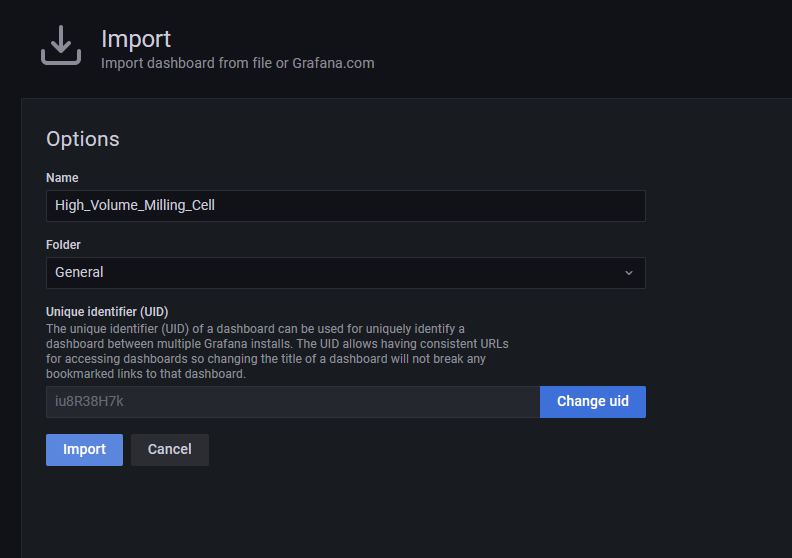 Import
Import dashboard from file or Grafana.com
Options
Name
High_Volume_Milling_Cell
Folder
General
Unique identifier (UID)
The unique identifier (UID) of a dashboard can be used for uniquely identify a
dashboard between multiple Grafana installs. The UID allows having consistent URLs
for accessing dashboards so changing the title of a dashboard will not break any
bookmarked links to that dashboard.
iu8R38H7k
Change uid
Import
Cancel